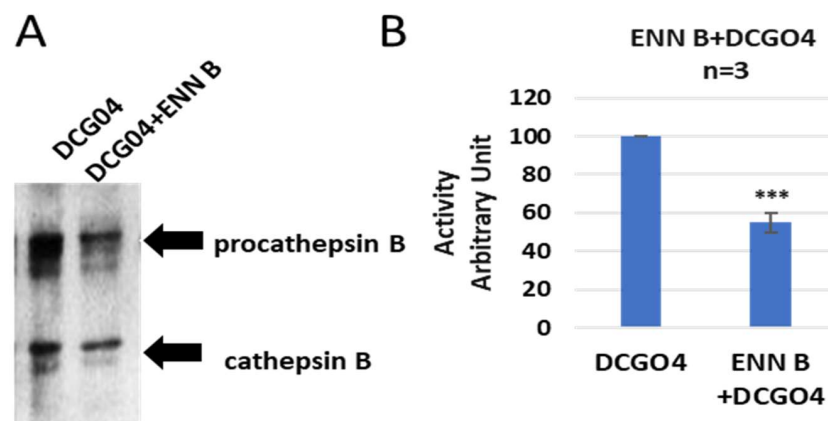 A
DCG04
DCG04+ENN B
procathepsin B
cathepsin B
B
ENN B+DCGO4
n=3
Activity
Arbitrary Unit
120
100
80
60
40
20
0
***
DCGO4
ENN B
+DCGO4